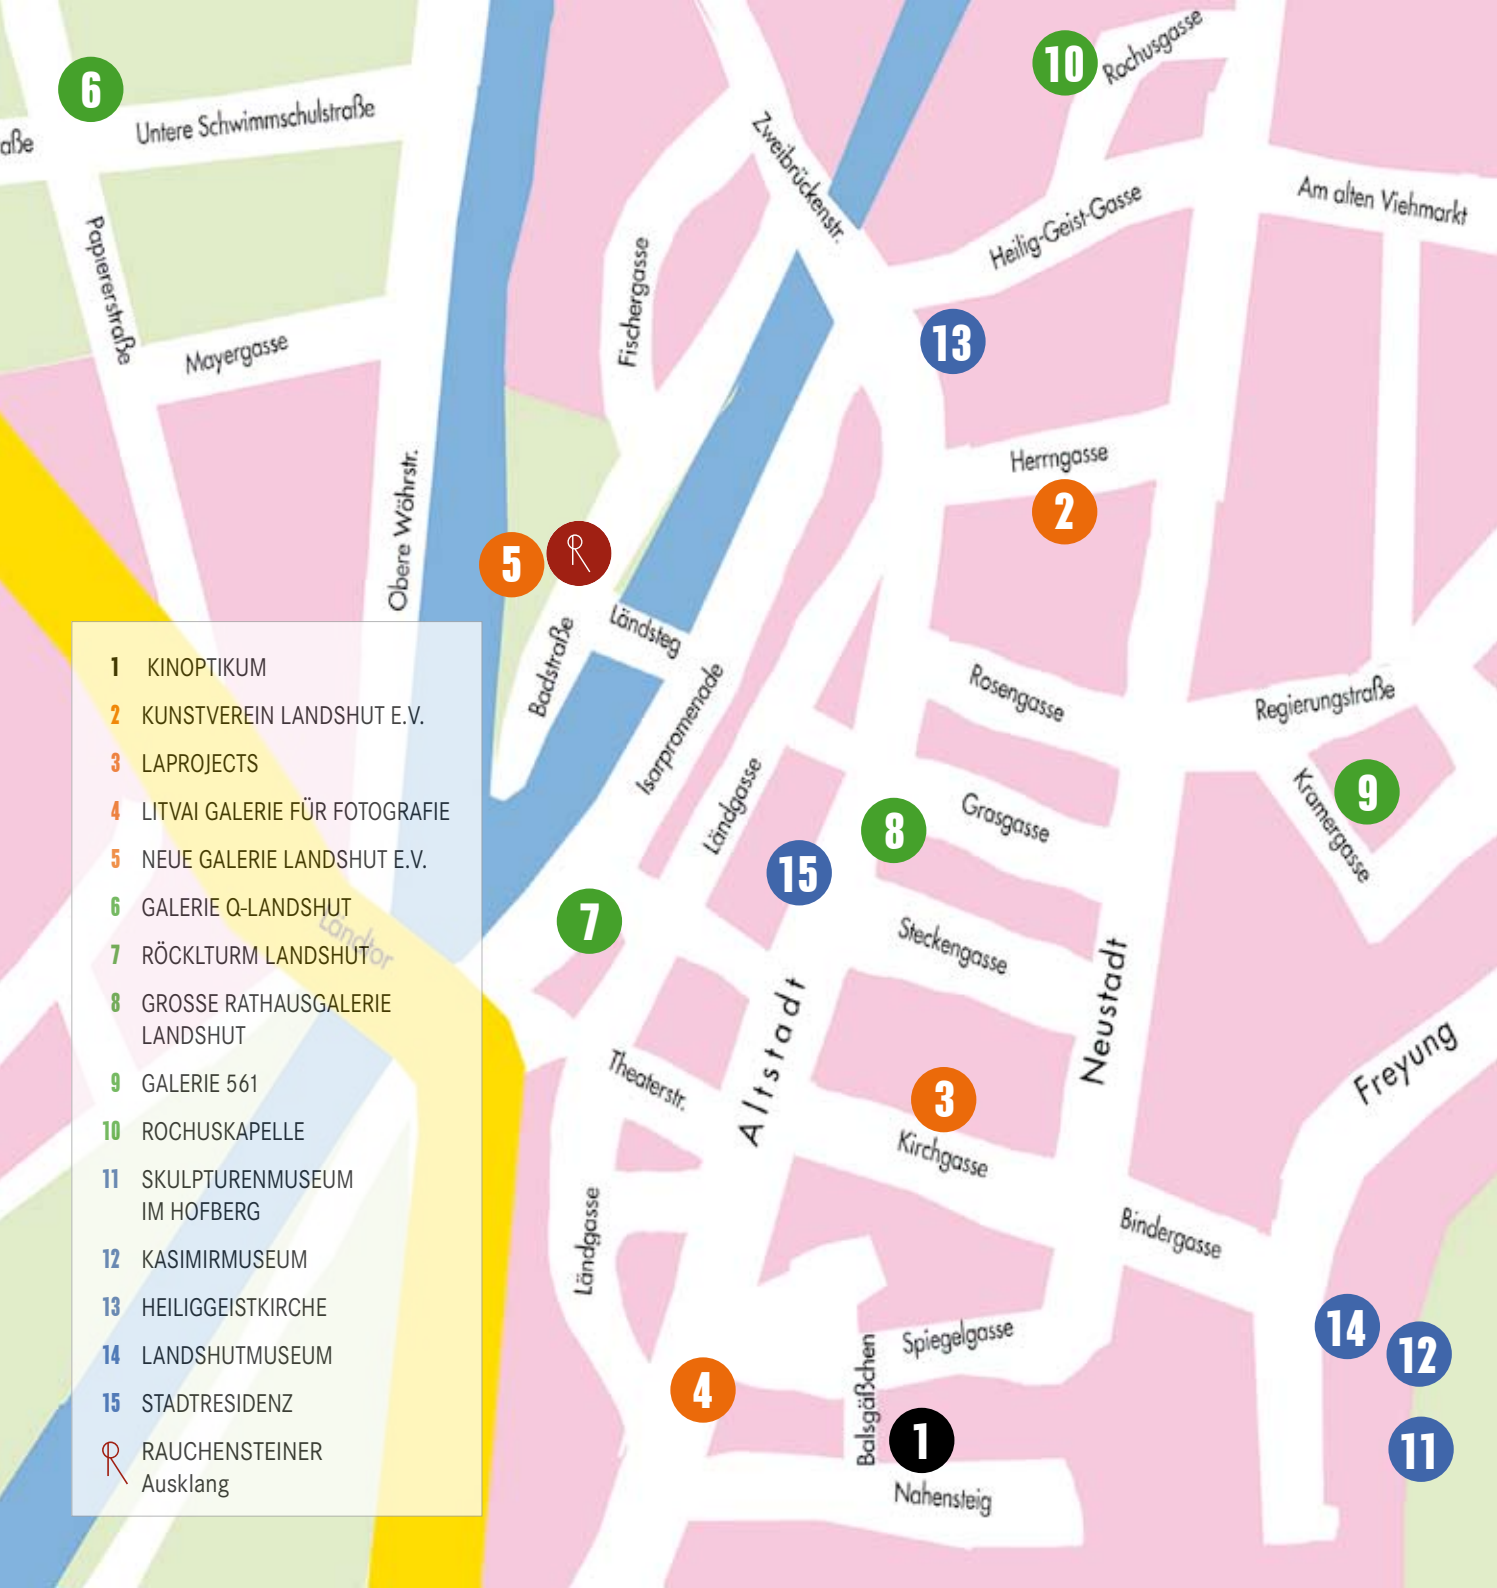 6
10
Rochusgasse
aße
Untere Schwimmschulstraße
Zweibrückenstr.
Heilig-Geist-Gasse
Am alten Viehmarkt
Papiererstraße
Fischergasse
Mayergasse
13
Herrngasse
2
Obere Wöhrstr.
5
R
Ländsteg
Badstraße
Isarpromenade
Rosengasse
Regierungstraße
Kramergasse
9
Ländgasse
8
Grasgasse
15
7
Steckengasse
Ländtor
Altstadt
Neustadt
Freyung
Theaterstr.
3
Kirchgasse
Ländgasse
Bindergasse
14
12
Spiegelgasse
Balsgäßchen
4
1
11
Nahensteig
1 KINOPTIKUM
2 KUNSTVEREIN LANDSHUT E.V.
3 LAPROJECTS
4 LITVAI GALERIE FÜR FOTOGRAFIE
5 NEUE GALERIE LANDSHUT E.V.
6 GALERIE Q-LANDSHUT
7 RÖCKLTURM LANDSHUT
8 GROSSE RATHAUSGALERIE
LANDSHUT
9 GALERIE 561
10 ROCHUSKAPELLE
11 SKULPTURENMUSEUM
IM HOFBERG
12 KASIMIRMUSEUM
13 HEILIGGEISTKIRCHE
14 LANDSHUTMUSEUM
15 STADTRESIDENZ
R RAUCHENSTEINER
Ausklang